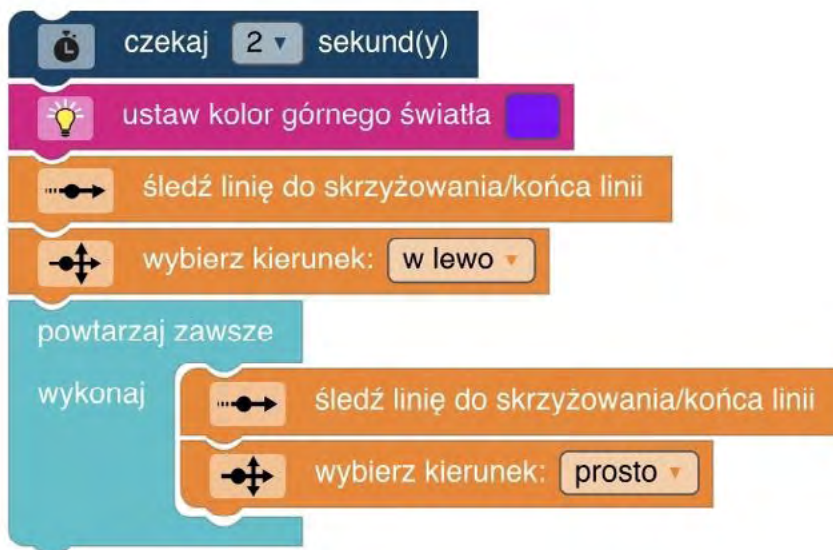 czekaj 2 sekund(y)
ustaw kolor górnego światła
śledź linię do skrzyżowania/końca linii
wybierz kierunek: w lewo
powtarzaj zawsze
wykonaj śledź linię do skrzyżowania/końca linii
wybierz kierunek: prosto